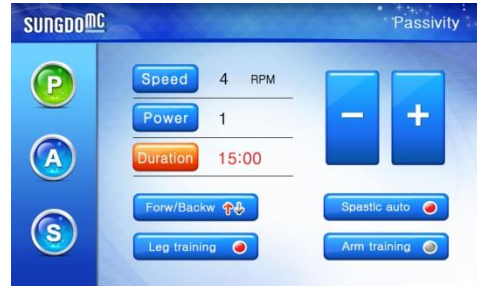 SUNGDOMC
Passivity
P
Speed 4 RPM
Power 1
Duration 15:00
− +
A
Forw/Backw
Spastic auto
S
Leg training
Arm training